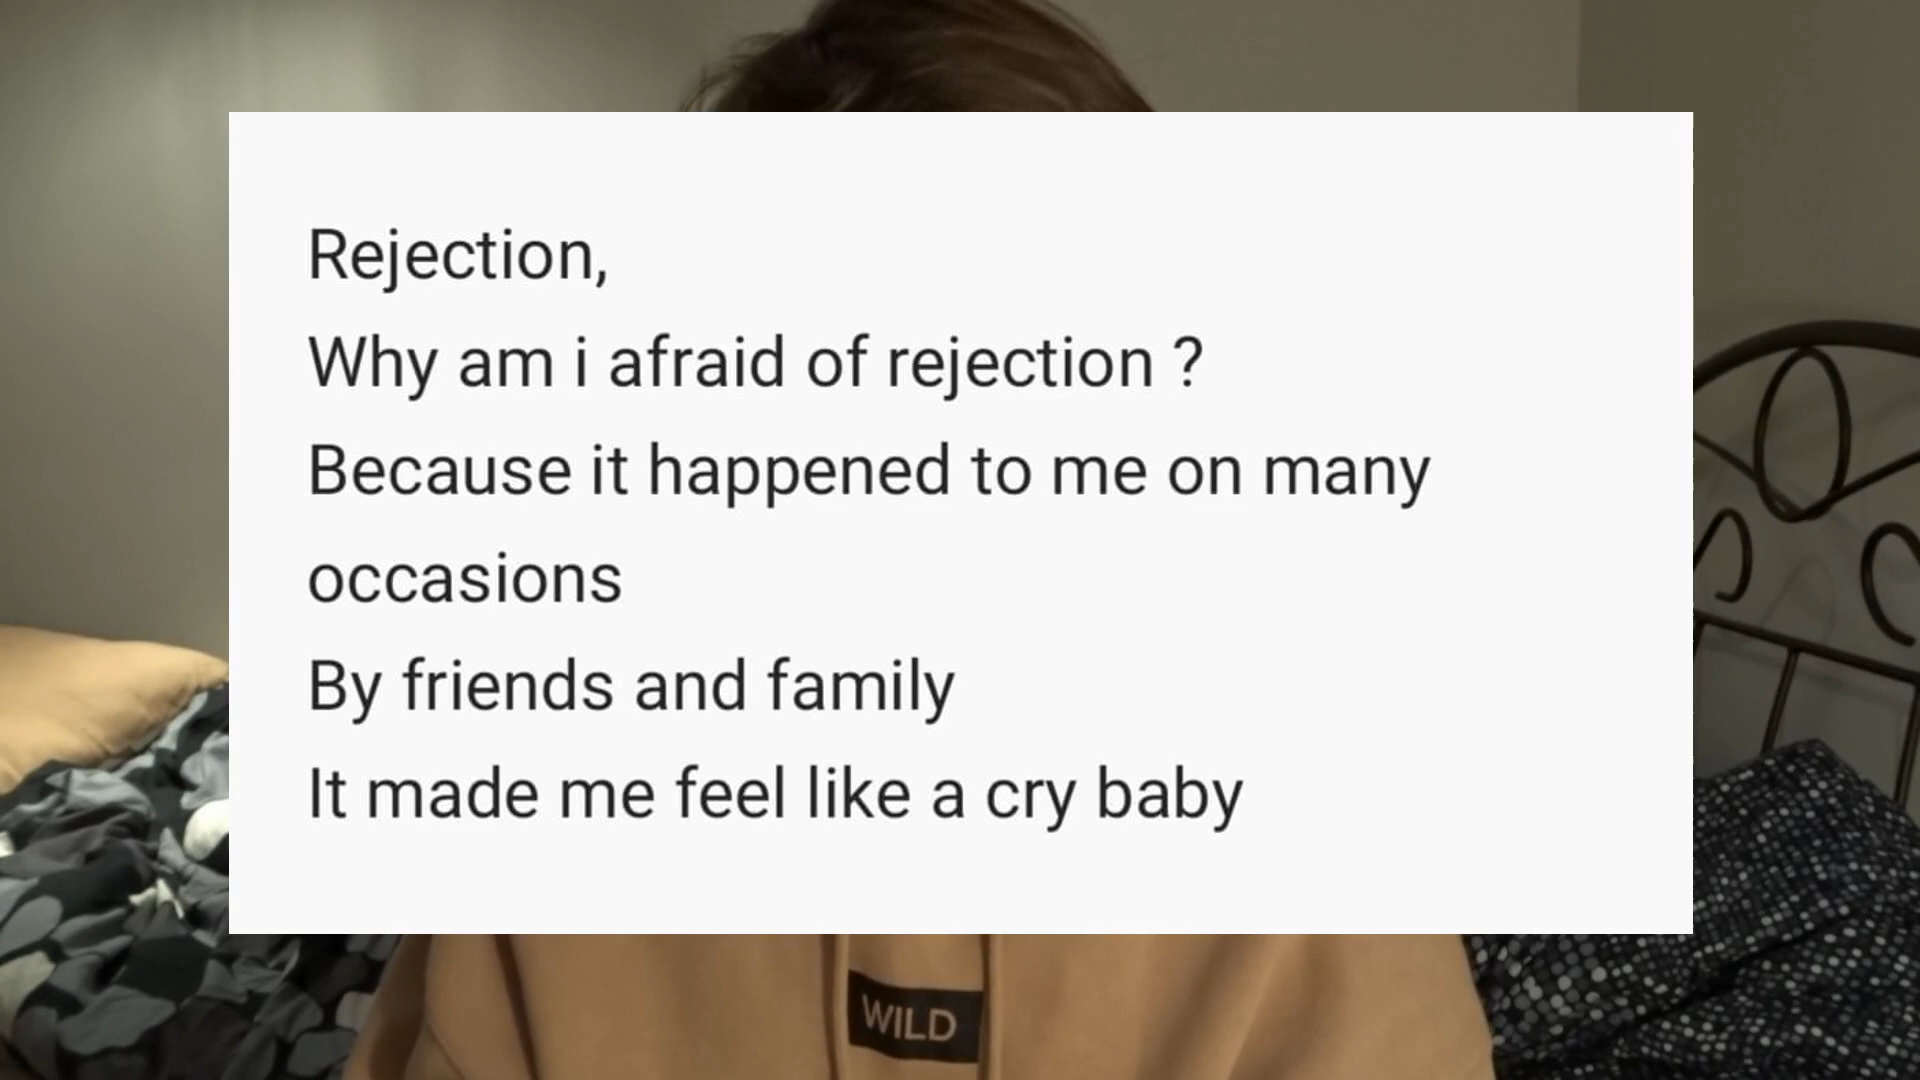 Rejection,
Why am i afraid of rejection ?
Because it happened to me on many
occasions
By friends and family
It made me feel like a cry baby
WILD